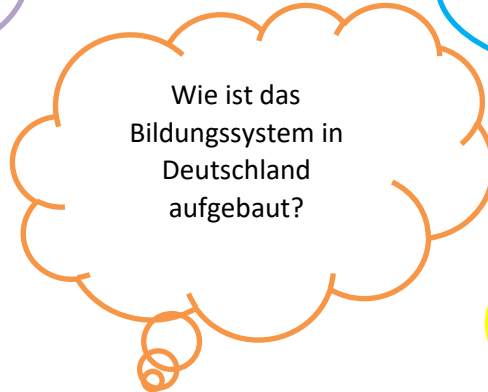 Wie ist das
Bildungssystem in
Deutschland
aufgebaut?